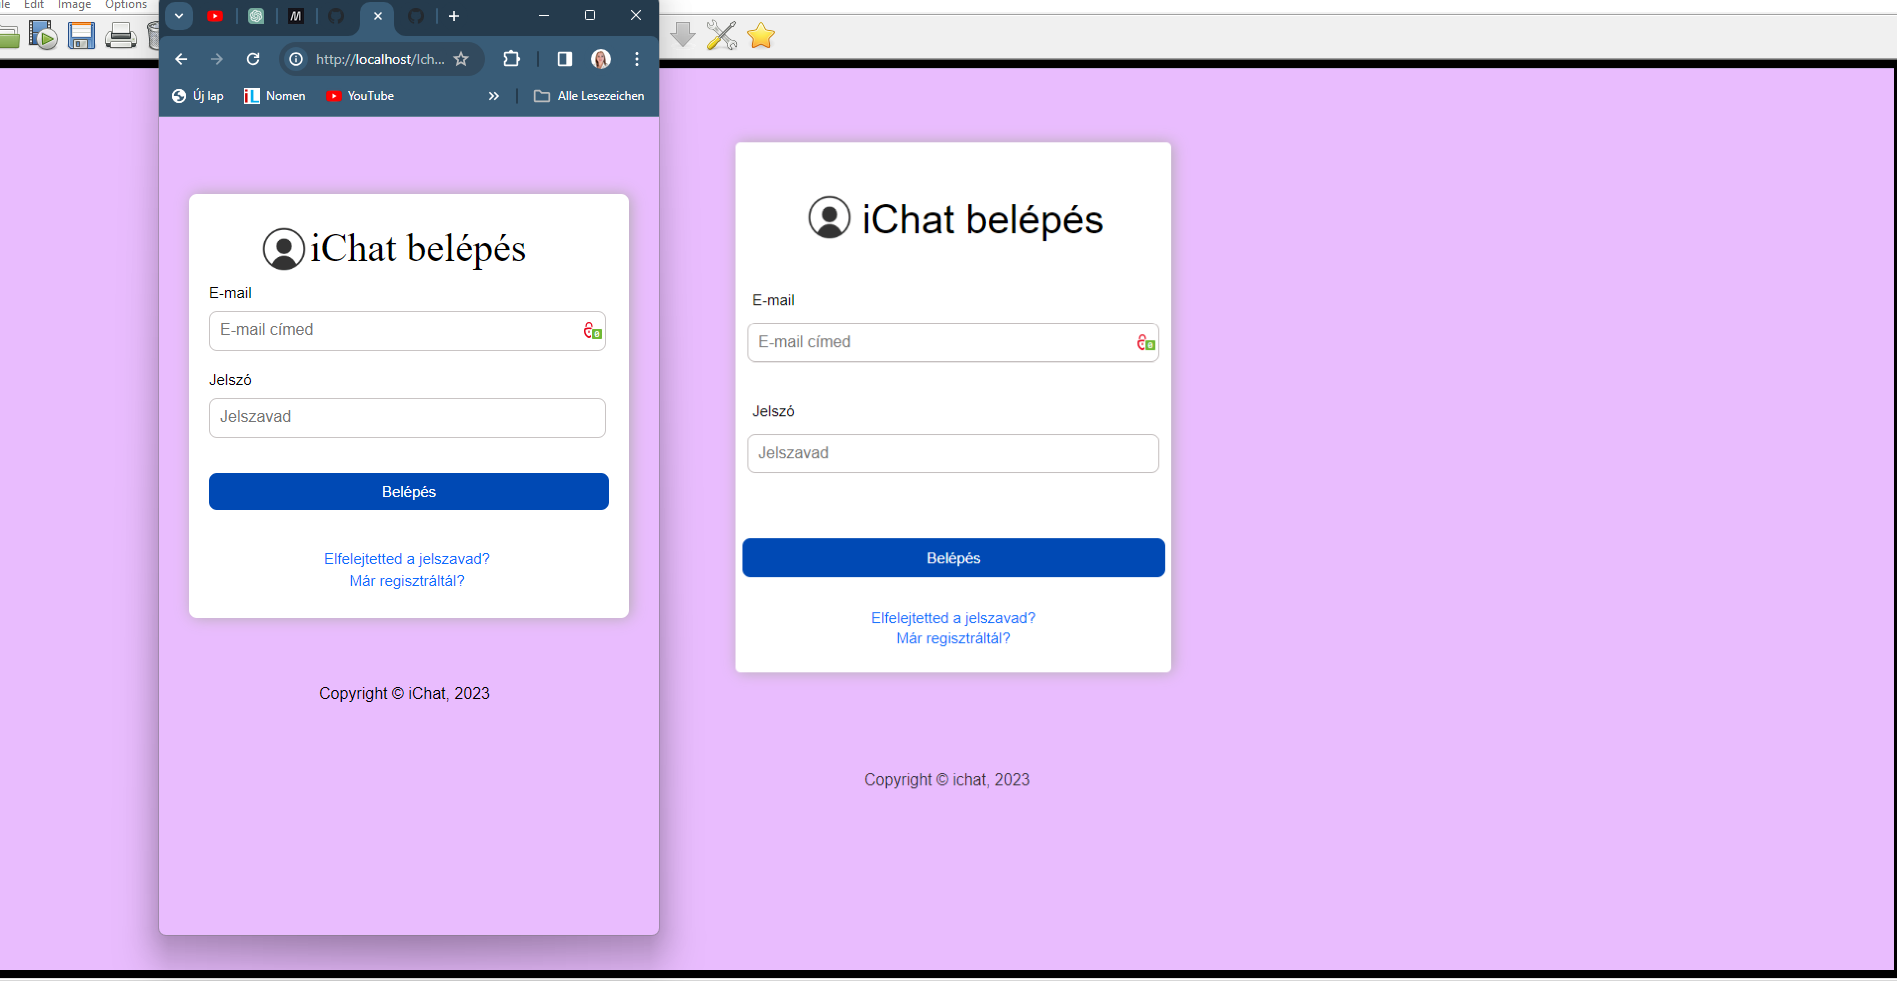 Edit Image Options
http://localhost/Ich...
Új lap
iL Nomen
YouTube
Alle Lesezeichen
iChat belépés
E-mail
E-mail címed
Jelszó
Jelszavad
Belépés
Elfelejtetted a jelszavad?
Már regisztráltál?
Copyright © iChat, 2023
iChat belépés
E-mail
E-mail címed
Jelszó
Jelszavad
Belépés
Elfelejtetted a jelszavad?
Már regisztráltál?
Copyright © ichat, 2023